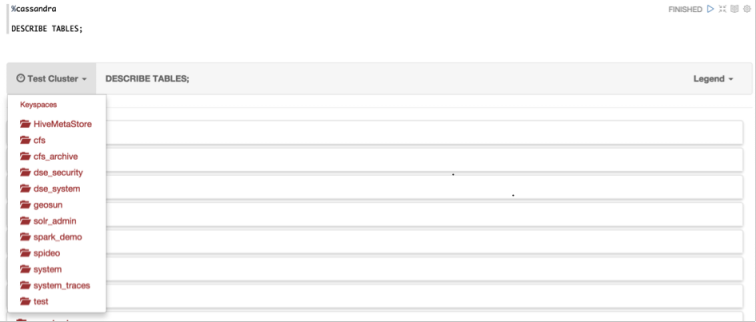 %cassandra
FINISHED
DESCRIBE TABLES;
Test Cluster
DESCRIBE TABLES;
Legend
Keyspaces
HiveMetaStore
cfs
cfs_archive
dse_security
dse_system
geosun
solr_admin
spark_demo
spideo
system
system_traces
test